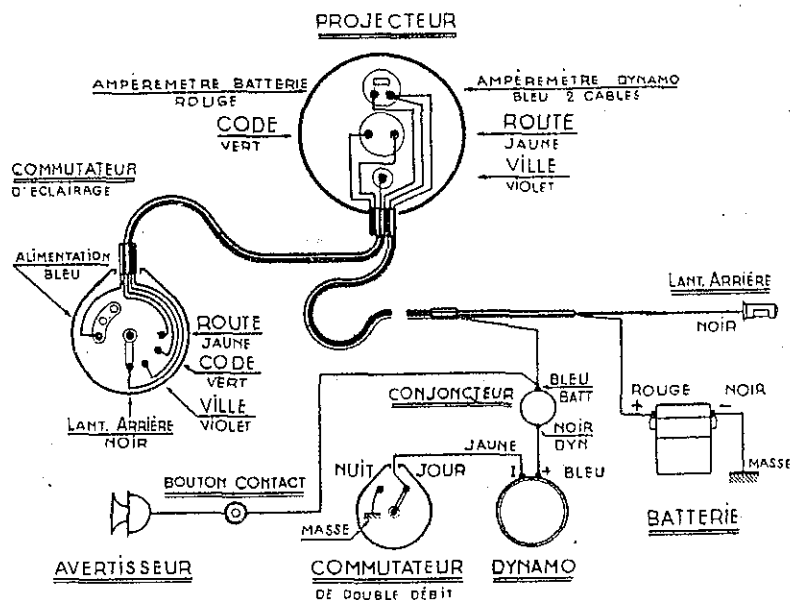 PROJECTEUR
AMPÈREMETRE BATTERIE
ROUGE
AMPÈREMÈTRE DYNAMO
BLEU 2 CÂBLES
CODE
VERT
ROUTE
JAUNE
VILLE
VIOLET
COMMUTATEUR
D'ECLAIRAGE
ALIMENTATION
BLEU
ROUTE
JAUNE
CODE
VERT
VILLE
VIOLET
LANT. ARRIÈRE
NOIR
LANT. ARRIÈRE
NOIR
CONJONCTEUR
BLEU
BATT
NOIR
DYN
ROUGE
+
- NOIR
MASSE
BATTERIE
JAUNE
I + BLEU
NUIT JOUR
MASSE
BOUTON CONTACT
AVERTISSEUR
COMMUTATEUR
DE DOUBLE DÉBIT
DYNAMO